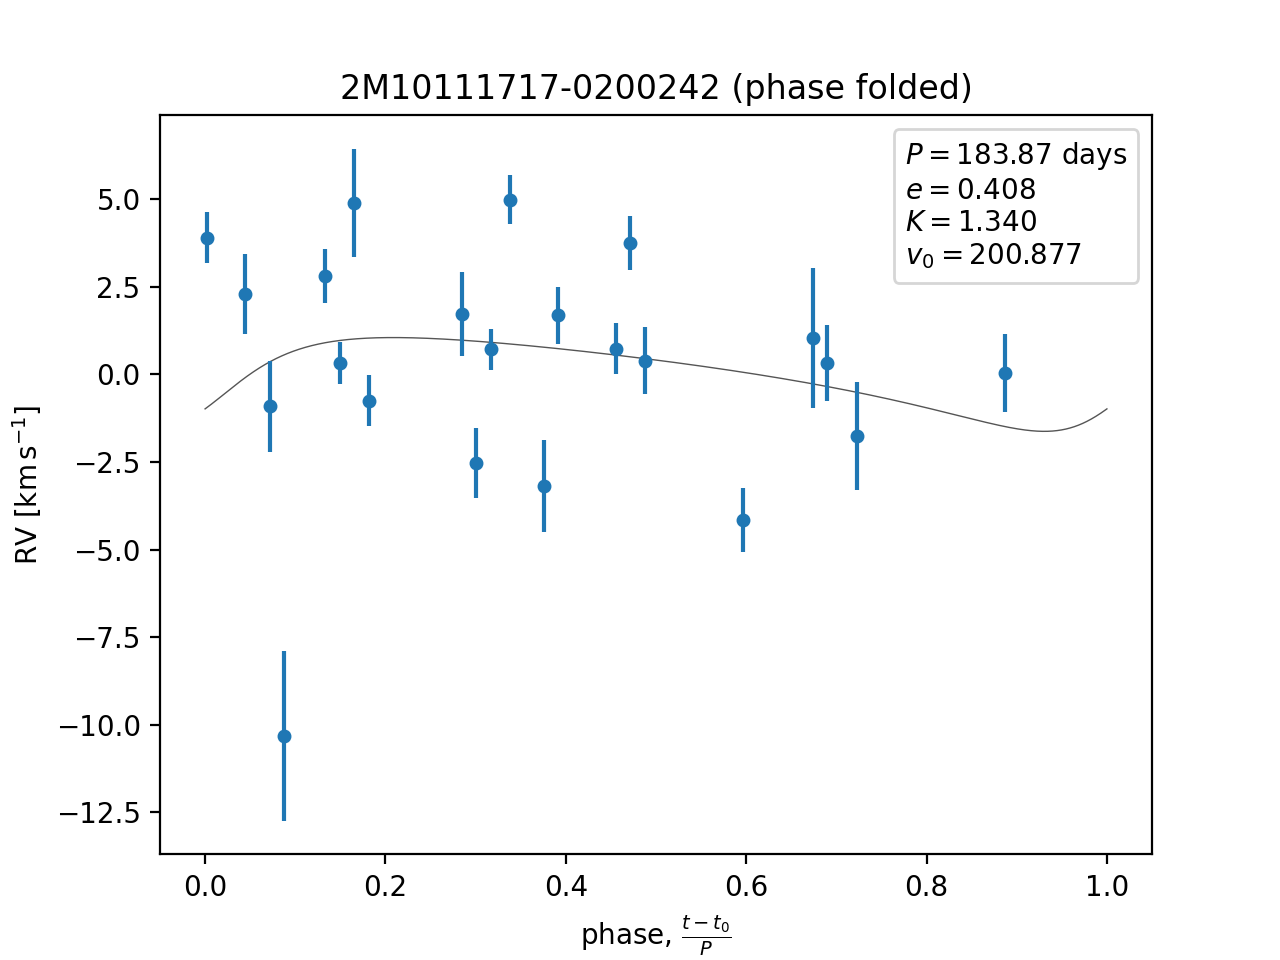 2M10111717-0200242 (phase folded)
P = 183.87 days
e = 0.408
K = 1.340
v₀ = 200.877
5.0
2.5
0.0
−2.5
−5.0
−7.5
−10.0
−12.5
RV [km s⁻¹]
0.0 0.2 0.4 0.6 0.8 1.0
phase, (t − t₀)/P